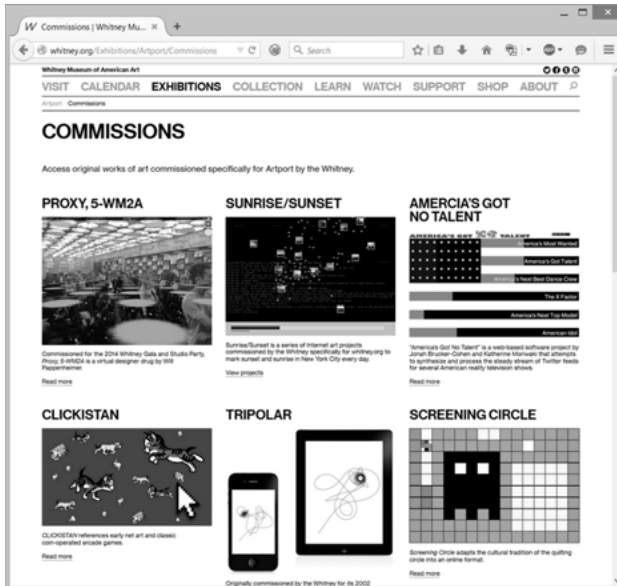 W Commissions | Whitney Mu... × +
whitney.org/Exhibitions/Artport/Commissions
Search
ABP
Whitney Museum of American Art
VISIT CALENDAR EXHIBITIONS COLLECTION LEARN WATCH SUPPORT SHOP ABOUT
Artport Commissions
COMMISSIONS
Access original works of art commissioned specifically for Artport by the Whitney.
PROXY, 5-WM2A
Commissioned for the 2014 Whitney Gala and Studio Party,
Proxy, 5-WM2A is a virtual designer drug by Will
Pappenheimer.
Read more
SUNRISE/SUNSET
Sunrise/Sunset is a series of Internet art projects
commissioned by the Whitney specifically for whitney.org to
mark sunset and sunrise in New York City every day.
View projects
AMERCIA'S GOT
NO TALENT
AMERICA'S GOT NO TALENT
America's Most Wanted
America's Got Talent
America's Next Best Dance Crew
The X Factor
America's Next Top Model
American Idol
"America's Got No Talent" is a web-based software project by
Jonah Brucker-Cohen and Katherine Moriwaki that attempts
to synthesize and process the steady stream of Twitter feeds
for several American reality television shows.
Read more
CLICKISTAN
CLICKISTAN references early net art and classic
coin-operated arcade games.
Read more
TRIPOLAR
Originally commissioned by the Whitney for its 2002
SCREENING CIRCLE
Screening Circle adapts the cultural tradition of the quilting
circle into an online format.
Read more